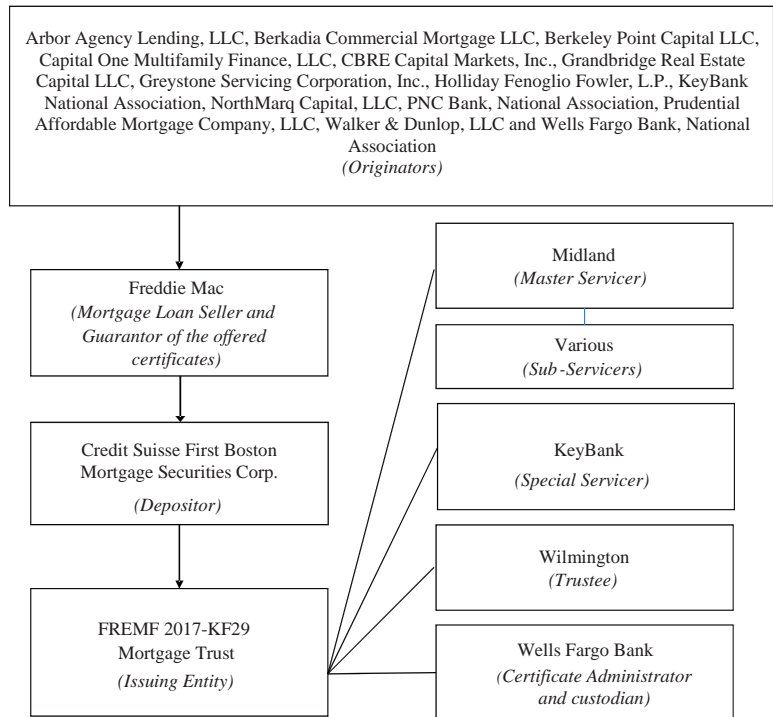 Arbor Agency Lending, LLC, Berkadia Commercial Mortgage LLC, Berkeley Point Capital LLC,
Capital One Multifamily Finance, LLC, CBRE Capital Markets, Inc., Grandbridge Real Estate
Capital LLC, Greystone Servicing Corporation, Inc., Holliday Fenoglio Fowler, L.P., KeyBank
National Association, NorthMarq Capital, LLC, PNC Bank, National Association, Prudential
Affordable Mortgage Company, LLC, Walker & Dunlop, LLC and Wells Fargo Bank, National
Association
(Originators)
Freddie Mac
(Mortgage Loan Seller and
Guarantor of the offered
certificates)
Credit Suisse First Boston
Mortgage Securities Corp.
(Depositor)
FREMF 2017-KF29
Mortgage Trust
(Issuing Entity)
Midland
(Master Servicer)
Various
(Sub-Servicers)
KeyBank
(Special Servicer)
Wilmington
(Trustee)
Wells Fargo Bank
(Certificate Administrator
and custodian)